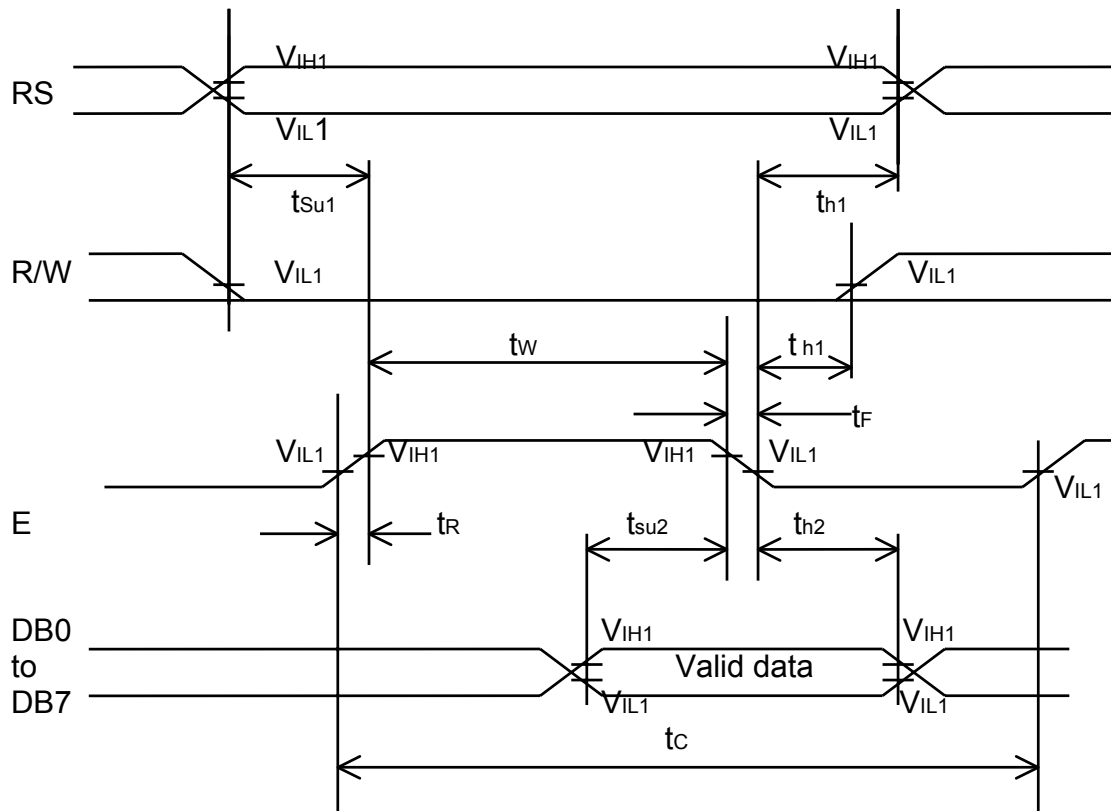 VIH1 VIH1
RS
VIL1 VIL1
tSu1 th1
R/W VIL1 VIL1
tW th1
tF
VIL1 VIH1 VIH1 VIL1
VIL1
E tR tsu2 th2
DB0 VIH1 VIH1
to Valid data
DB7 VIL1 VIL1
tC